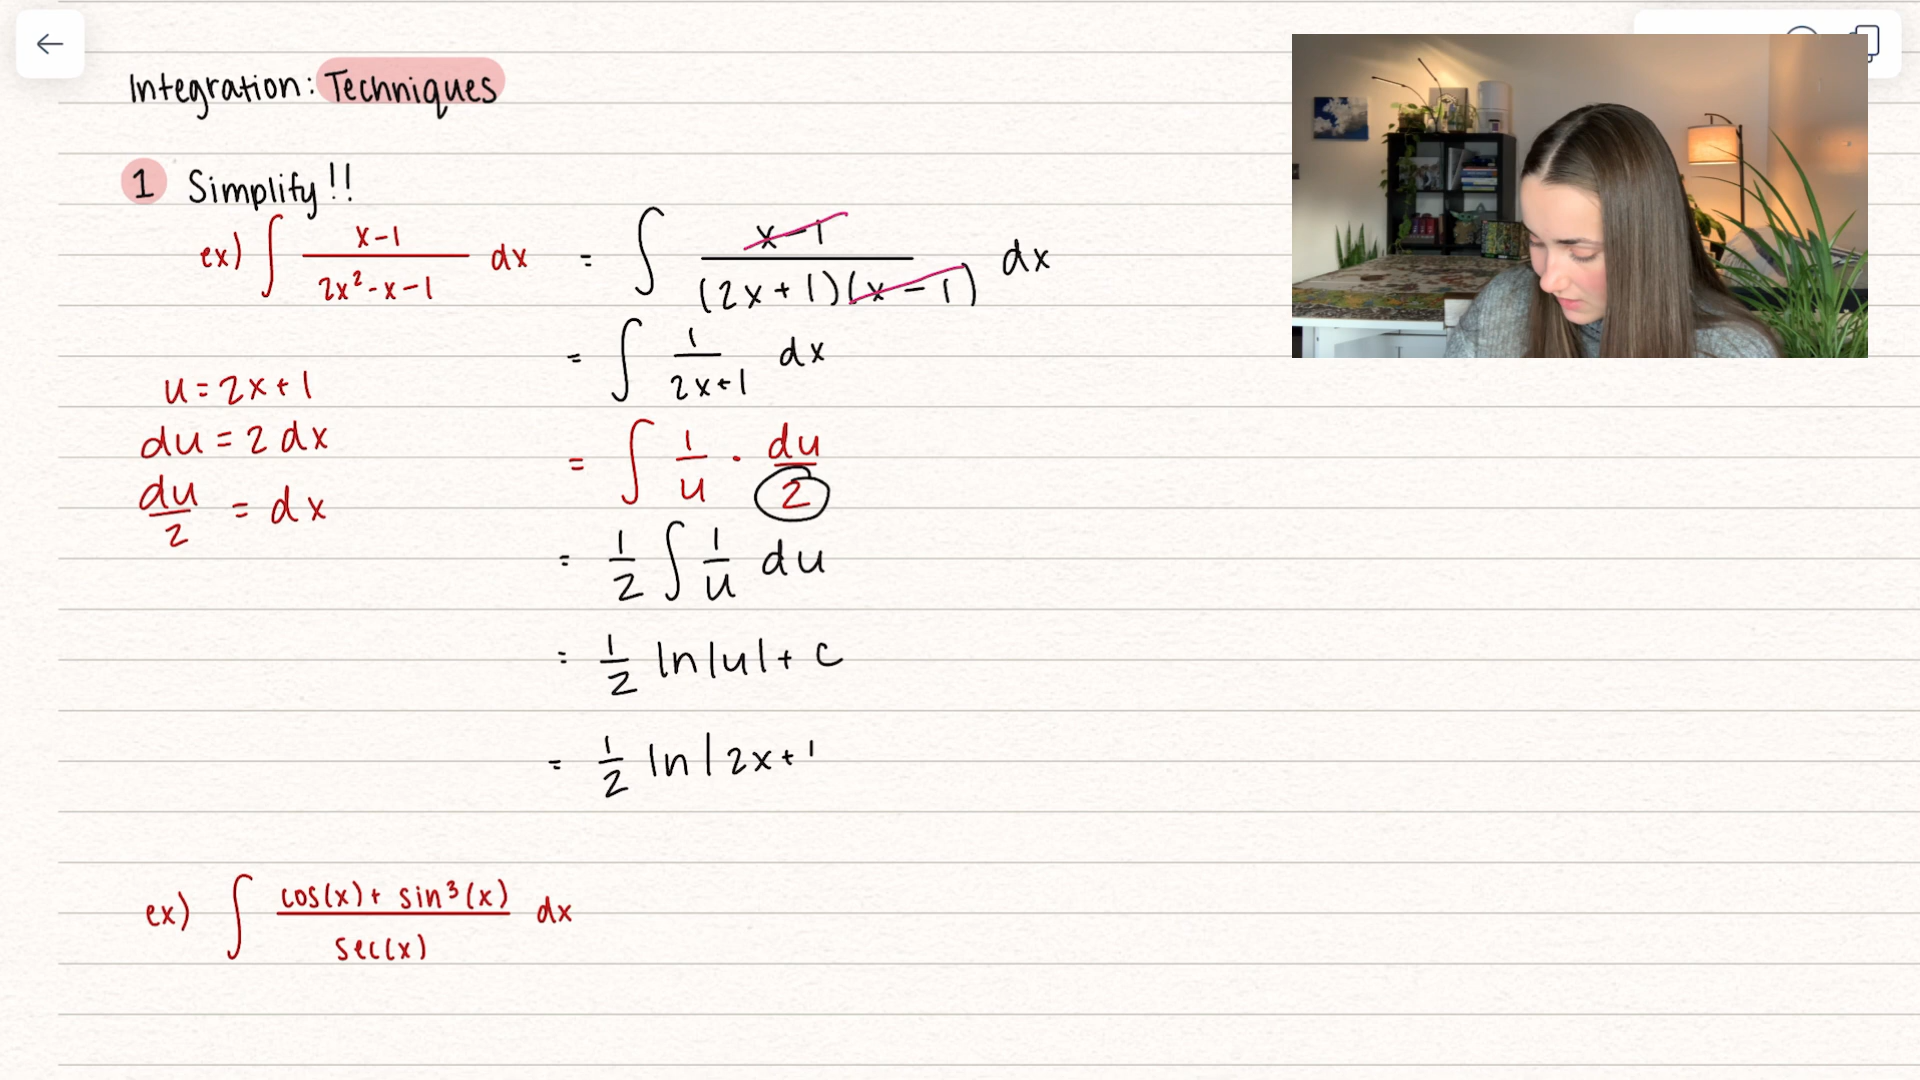 Integration: Techniques
1 Simplify!!
ex) ∫ x-1 / 2x²-x-1 dx = ∫ x-1 / (2x+1)(x-1) dx
= ∫ 1 / 2x+1 dx
u=2x+1
du=2dx
du/2 = dx
= ∫ 1/u · du/2
= 1/2 ∫ 1/u du
= 1/2 ln|u|+ c
= 1/2 ln|2x+1
ex) ∫ cos(x)+ sin³(x) / sec(x) dx